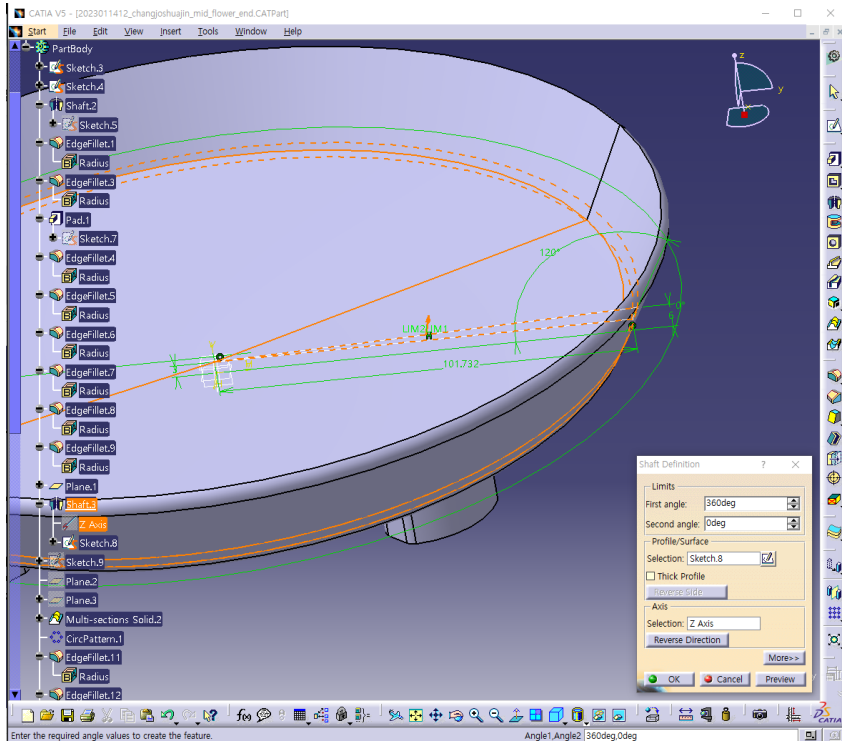 CATIA V5 - [2023011412_changjoshuajin_mid_flower_end.CATPart]
Start File Edit View Insert Tools Window Help
PartBody
Sketch.3
Sketch.4
Shaft.2
Sketch.5
EdgeFillet.1
Radius
EdgeFillet.3
Radius
Pad.1
Sketch.7
EdgeFillet.4
Radius
EdgeFillet.5
Radius
EdgeFillet.6
Radius
EdgeFillet.7
Radius
EdgeFillet.8
Radius
EdgeFillet.9
Radius
Plane.1
Shaft.3
Z Axis
Sketch.8
Sketch.9
Plane.2
Plane.3
Multi-sections Solid.2
CircPattern.1
EdgeFillet.11
Radius
EdgeFillet.12
z
y
120°
LIM2LIM1
101.732
Shaft Definition ? ×
Limits
First angle: 360deg
Second angle: 0deg
Profile/Surface
Selection: Sketch.8
Thick Profile
Reverse Side
Axis
Selection: Z Axis
Reverse Direction
More>>
OK Cancel Preview
CATIA
Enter the required angle values to create the feature.
Angle1,Angle2 360deg,0deg